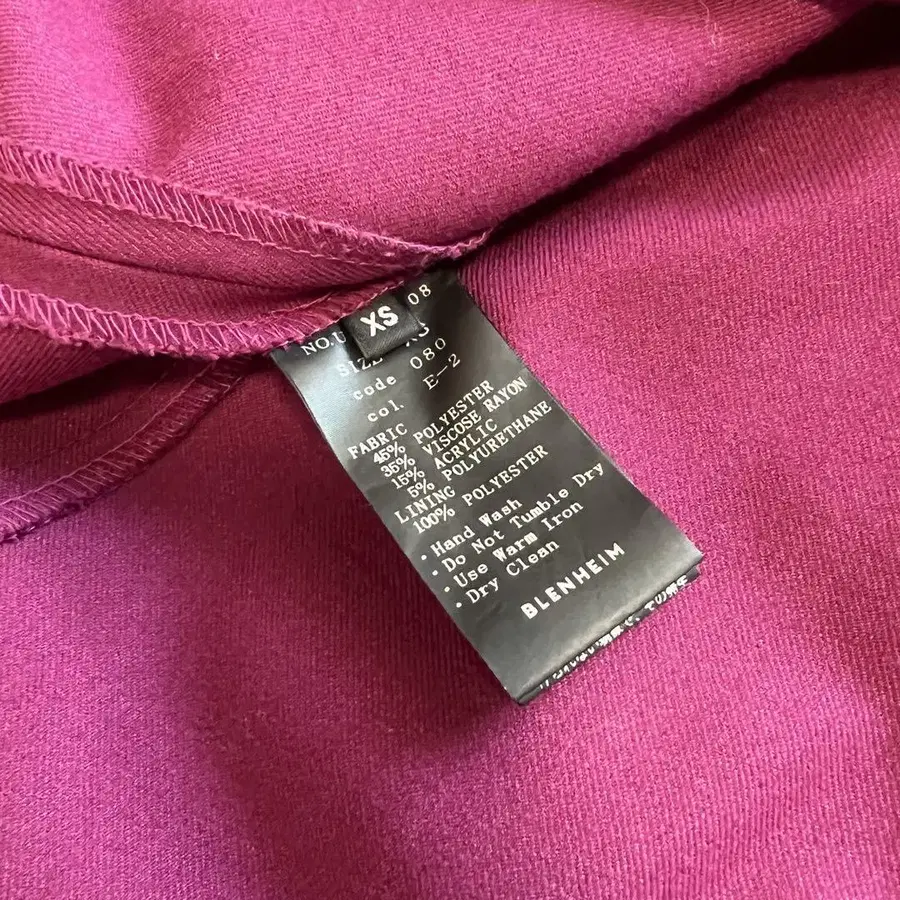 XS
NO.U 08
SIZE XS
code 080
col. E-2
FABRIC
45% POLYESTER
35% VISCOSE RAYON
15% ACRYLIC
5% POLYURETHANE
LINING
100% POLYESTER
・Hand Wash
・Do Not Tumble Dry
・Use Warm Iron
・Dry Clean
BLENHEIM